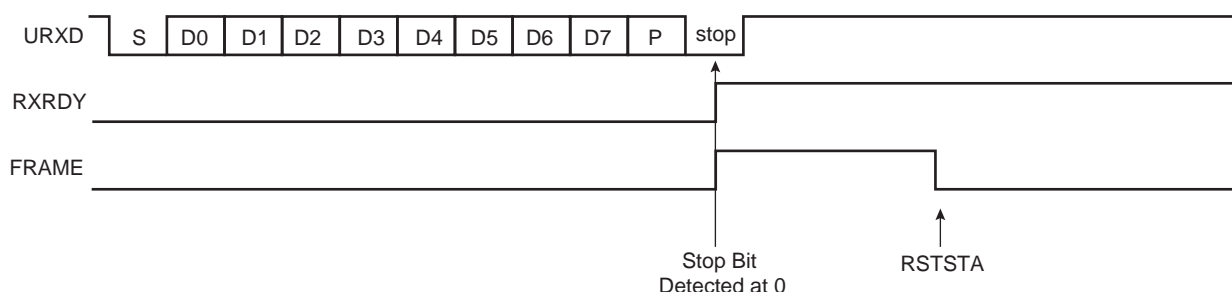 URXD S D0 D1 D2 D3 D4 D5 D6 D7 P stop
RXRDY
FRAME
Stop Bit
Detected at 0
RSTSTA